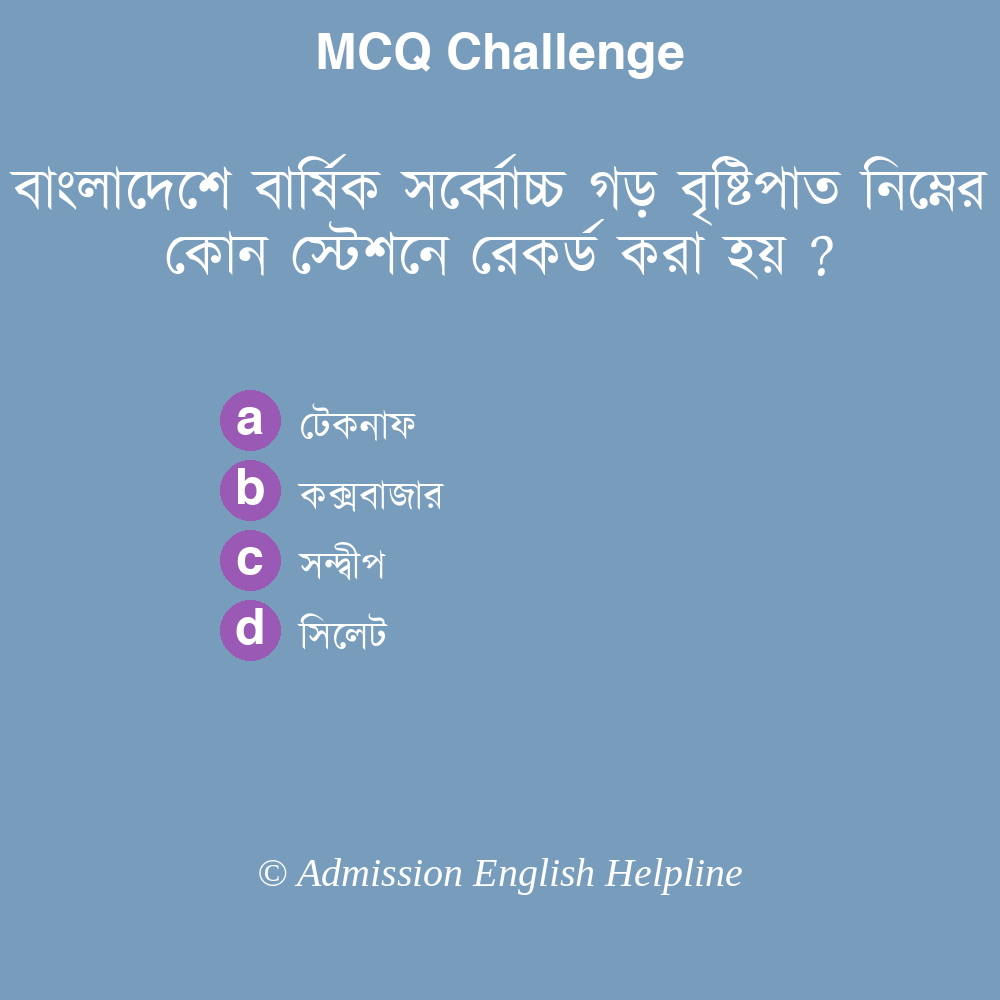 MCQ Challenge
বাংলাদেশে বার্ষিক সর্ব্বোচ্চ গড় বৃষ্টিপাত নিম্নের
কোন স্টেশনে রেকর্ড করা হয় ?
a টেকনাফ
b কক্সবাজার
c সন্দ্বীপ
d সিলেট
© Admission English Helpline